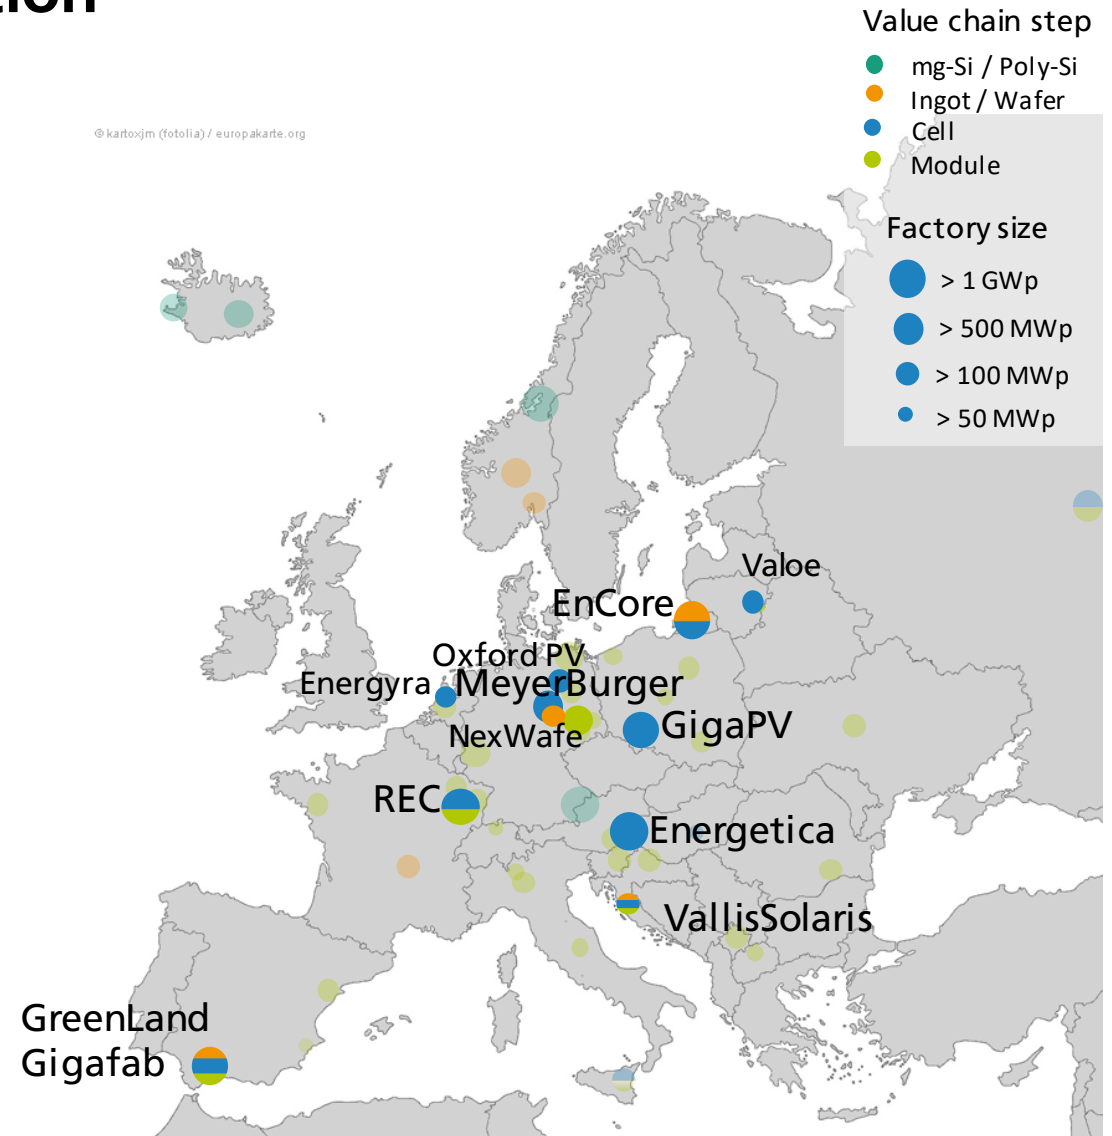 tion
Value chain step
mg-Si / Poly-Si
Ingot / Wafer
Cell
Module
© kartoxjm (fotolia) / europakarte.org
Factory size
> 1 GWp
> 500 MWp
> 100 MWp
> 50 MWp
Valoe
EnCore
Oxford PV
Energyra
MeyerBurger
GigaPV
NexWafe
REC
Energetica
VallisSolaris
GreenLand
Gigafab